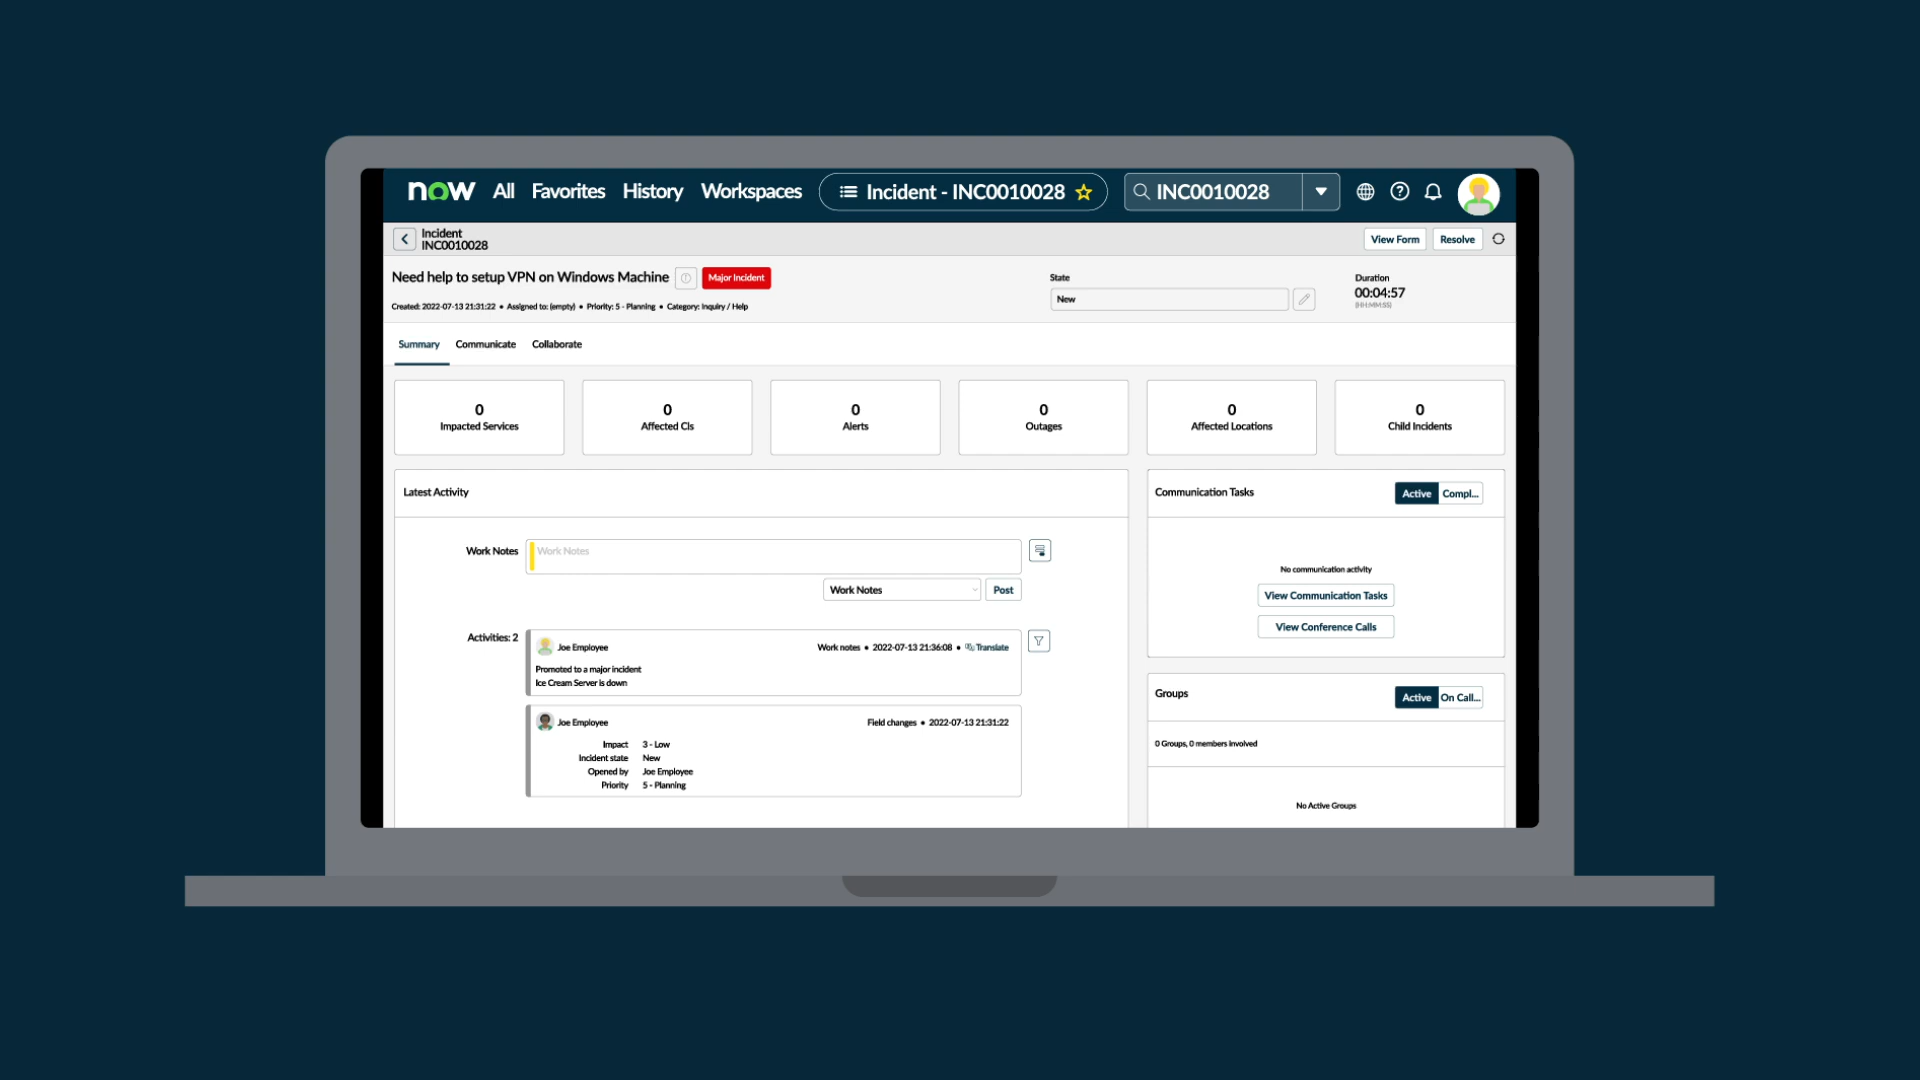 now All Favorites History Workspaces Incident - INC0010028 INC0010028
Incident
INC0010028
View Form Resolve
Need help to setup VPN on Windows Machine Major Incident
Created: 2022-07-13 21:31:22 • Assigned to: (empty) • Priority: 5 - Planning • Category: Inquiry / Help
State
New
Duration
00:04:57
(HH:MM:SS)
Summary Communicate Collaborate
0
Impacted Services
0
Affected CIs
0
Alerts
0
Outages
0
Affected Locations
0
Child Incidents
Latest Activity
Work Notes Work Notes
Work Notes Post
Activities: 2
Joe Employee Work notes • 2022-07-13 21:36:08 • Translate
Promoted to a major incident
Ice Cream Server is down
Joe Employee Field changes • 2022-07-13 21:31:22
Impact 3 - Low
Incident state New
Opened by Joe Employee
Priority 5 - Planning
Communication Tasks Active Compl...
No communication activity
View Communication Tasks
View Conference Calls
Groups Active On Call...
0 Groups, 0 members involved
No Active Groups